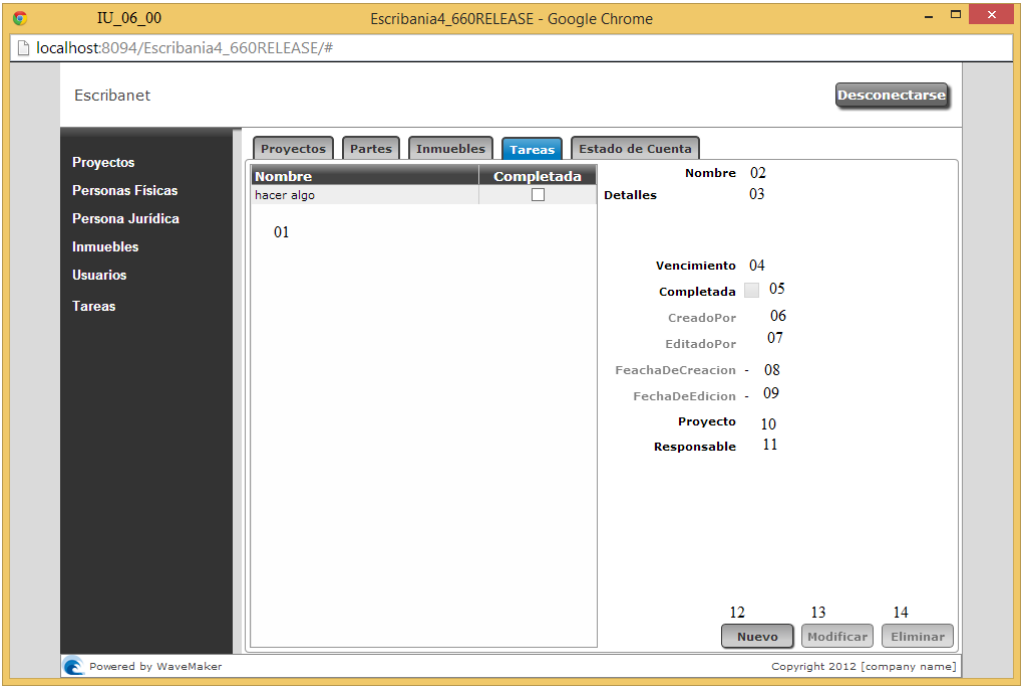 IU_06_00 Escribania4_660RELEASE - Google Chrome
localhost:8094/Escribania4_660RELEASE/#
Escribanet
Desconectarse
Proyectos
Personas Físicas
Persona Jurídica
Inmuebles
Usuarios
Tareas
Proyectos Partes Inmuebles Tareas Estado de Cuenta
Nombre Completada
hacer algo
01
Nombre 02
Detalles 03
Vencimiento 04
Completada 05
CreadoPor 06
EditadoPor 07
FeachaDeCreacion - 08
FechaDeEdicion - 09
Proyecto 10
Responsable 11
12 13 14
Nuevo Modificar Eliminar
Powered by WaveMaker
Copyright 2012 [company name]